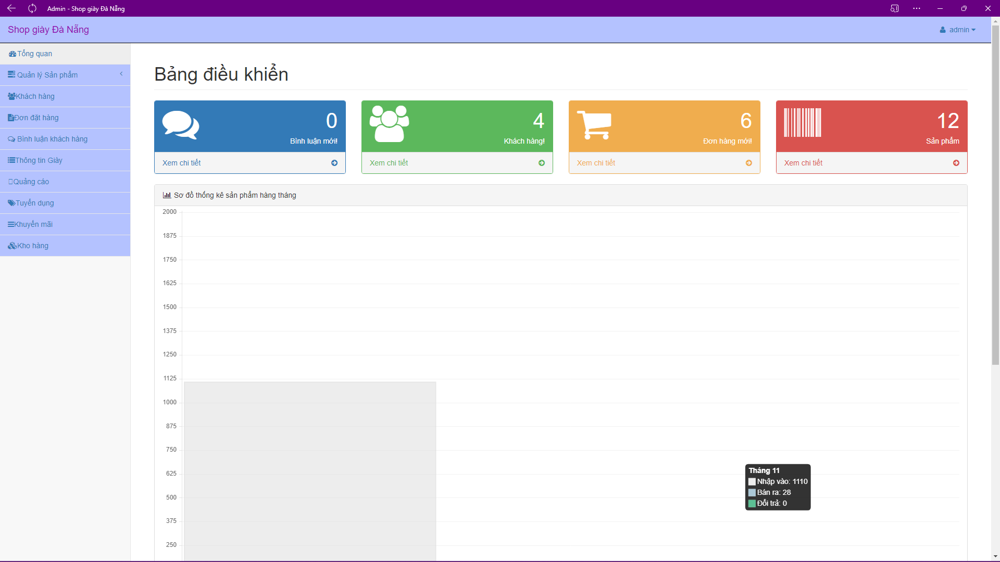 Admin - Shop giày Đà Nẵng
Shop giày Đà Nẵng
admin
Tổng quan
Quản lý Sản phẩm
Khách hàng
Đơn đặt hàng
Bình luận khách hàng
Thông tin Giày
Quảng cáo
Tuyển dụng
Khuyến mãi
Kho hàng
Bảng điều khiển
0
Bình luận mới!
Xem chi tiết
4
Khách hàng!
Xem chi tiết
6
Đơn hàng mới!
Xem chi tiết
12
Sản phẩm
Xem chi tiết
Sơ đồ thống kê sản phẩm hàng tháng
2000
1875
1750
1625
1500
1375
1250
1125
1000
875
750
625
500
375
250
Tháng 11
Nhập vào: 1110
Bán ra: 28
Đổi trả: 0